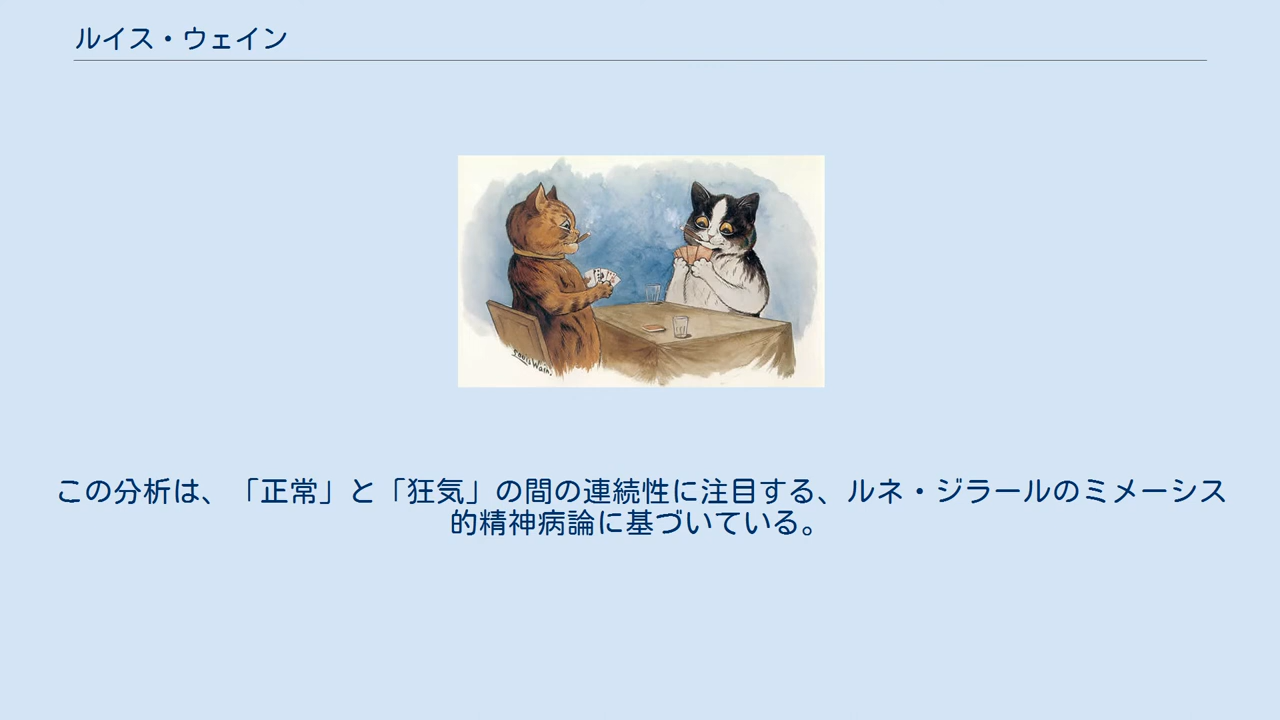 ルイス・ウェイン
Louis Wain.
この分析は、「正常」と「狂気」の間の連続性に注目する、ルネ・ジラールのミメーシス
的精神病論に基づいている。